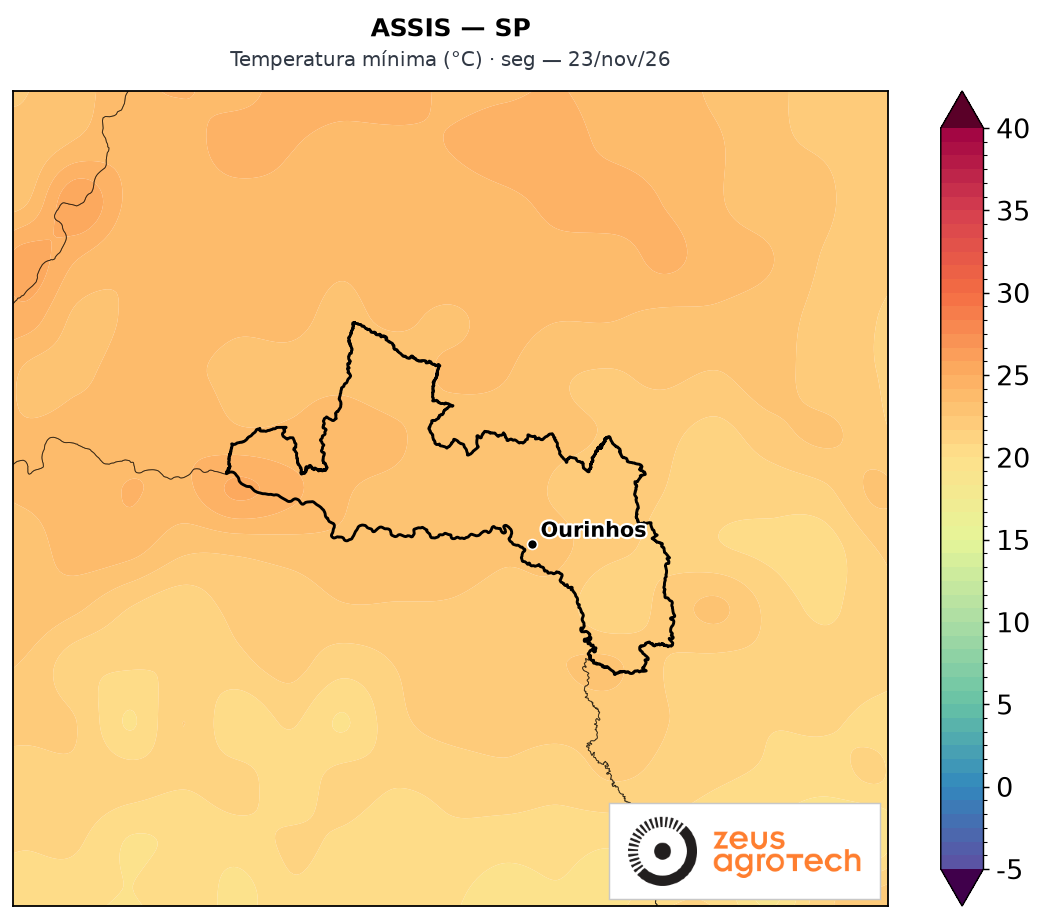 ASSIS — SP
Temperatura mínima (°C) · seg — 23/nov/26
40
35
30
25
20
15
10
5
0
-5
Ourinhos
zeus
agrotech